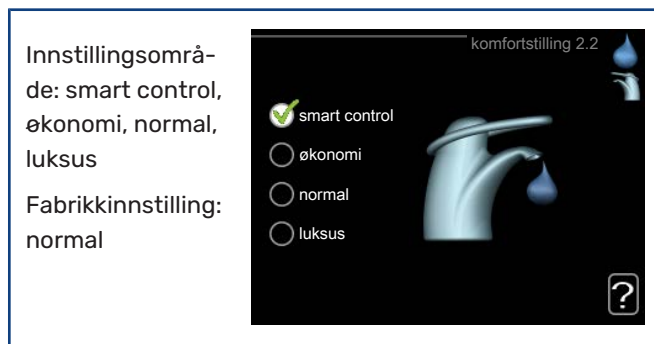 Innstillingsområ-
de: smart control,
økonomi, normal,
luksus
Fabrikkinnstilling:
normal
komfortstilling 2.2
smart control
økonomi
normal
luksus
?